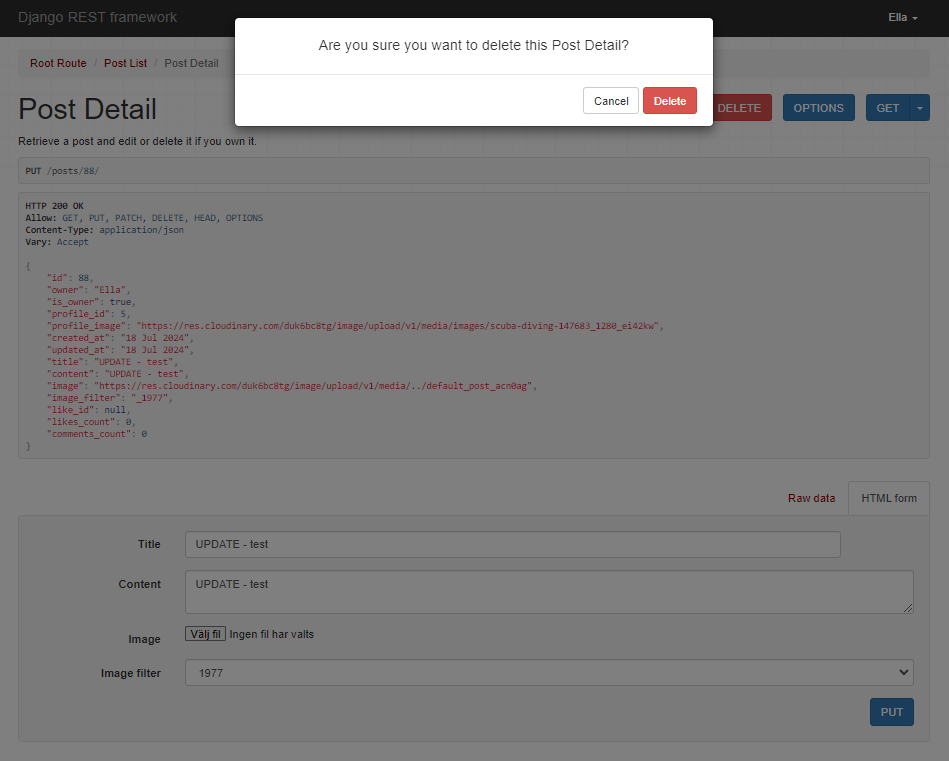 Django REST framework
Ella
Are you sure you want to delete this Post Detail?
Cancel
Delete
Root Route / Post List / Post Detail
Post Detail
DELETE
OPTIONS
GET
Retrieve a post and edit or delete it if you own it.
PUT /posts/88/
HTTP 200 OK
Allow: GET, PUT, PATCH, DELETE, HEAD, OPTIONS
Content-Type: application/json
Vary: Accept
{
"id": 88,
"owner": "Ella",
"is_owner": true,
"profile_id": 5,
"profile_image": "https://res.cloudinary.com/duk6bc8tg/image/upload/v1/media/images/scuba-diving-147683_1280_ei42kw",
"created_at": "18 Jul 2024",
"updated_at": "18 Jul 2024",
"title": "UPDATE - test",
"content": "UPDATE - test",
"image": "https://res.cloudinary.com/duk6bc8tg/image/upload/v1/media/../default_post_acn0ag",
"image_filter": "_1977",
"like_id": null,
"likes_count": 0,
"comments_count": 0
}
Raw data
HTML form
Title
UPDATE - test
Content
UPDATE - test
Image
Välj fil Ingen fil har valts
Image filter
1977
PUT